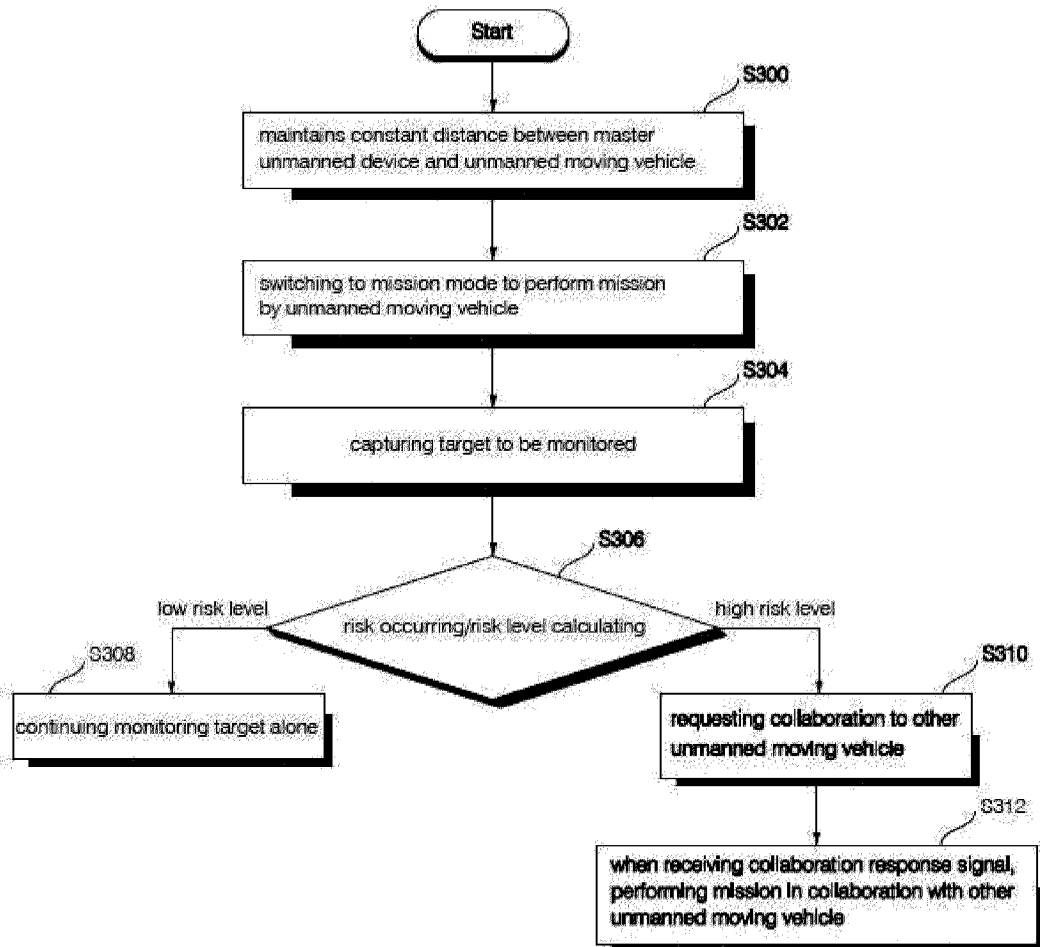 Start
S300
maintains constant distance between master
unmanned device and unmanned moving vehicle
S302
switching to mission mode to perform mission
by unmanned moving vehicle
S304
capturing target to be monitored
S306
low risk level
risk occurring/risk level calculating
high risk level
S308
continuing monitoring target alone
S310
requesting collaboration to other
unmanned moving vehicle
S312
when receiving collaboration response signal,
performing mission in collaboration with other
unmanned moving vehicle